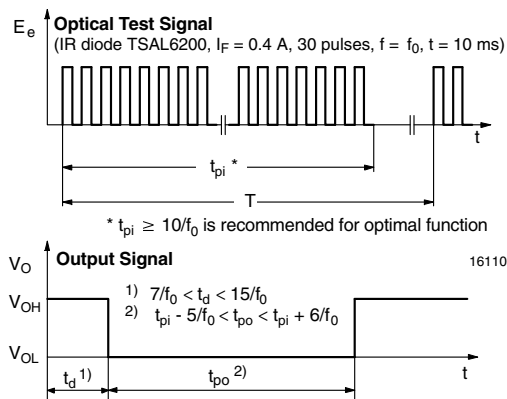 E_e Optical Test Signal
(IR diode TSAL6200, I_F = 0.4 A, 30 pulses, f = f_0, t = 10 ms)
t
t_pi *
T
* t_pi ≥ 10/f_0 is recommended for optimal function
V_O Output Signal 16110
V_OH
1) 7/f_0 < t_d < 15/f_0
2) t_pi - 5/f_0 < t_po < t_pi + 6/f_0
V_OL
t_d 1) t_po 2) t